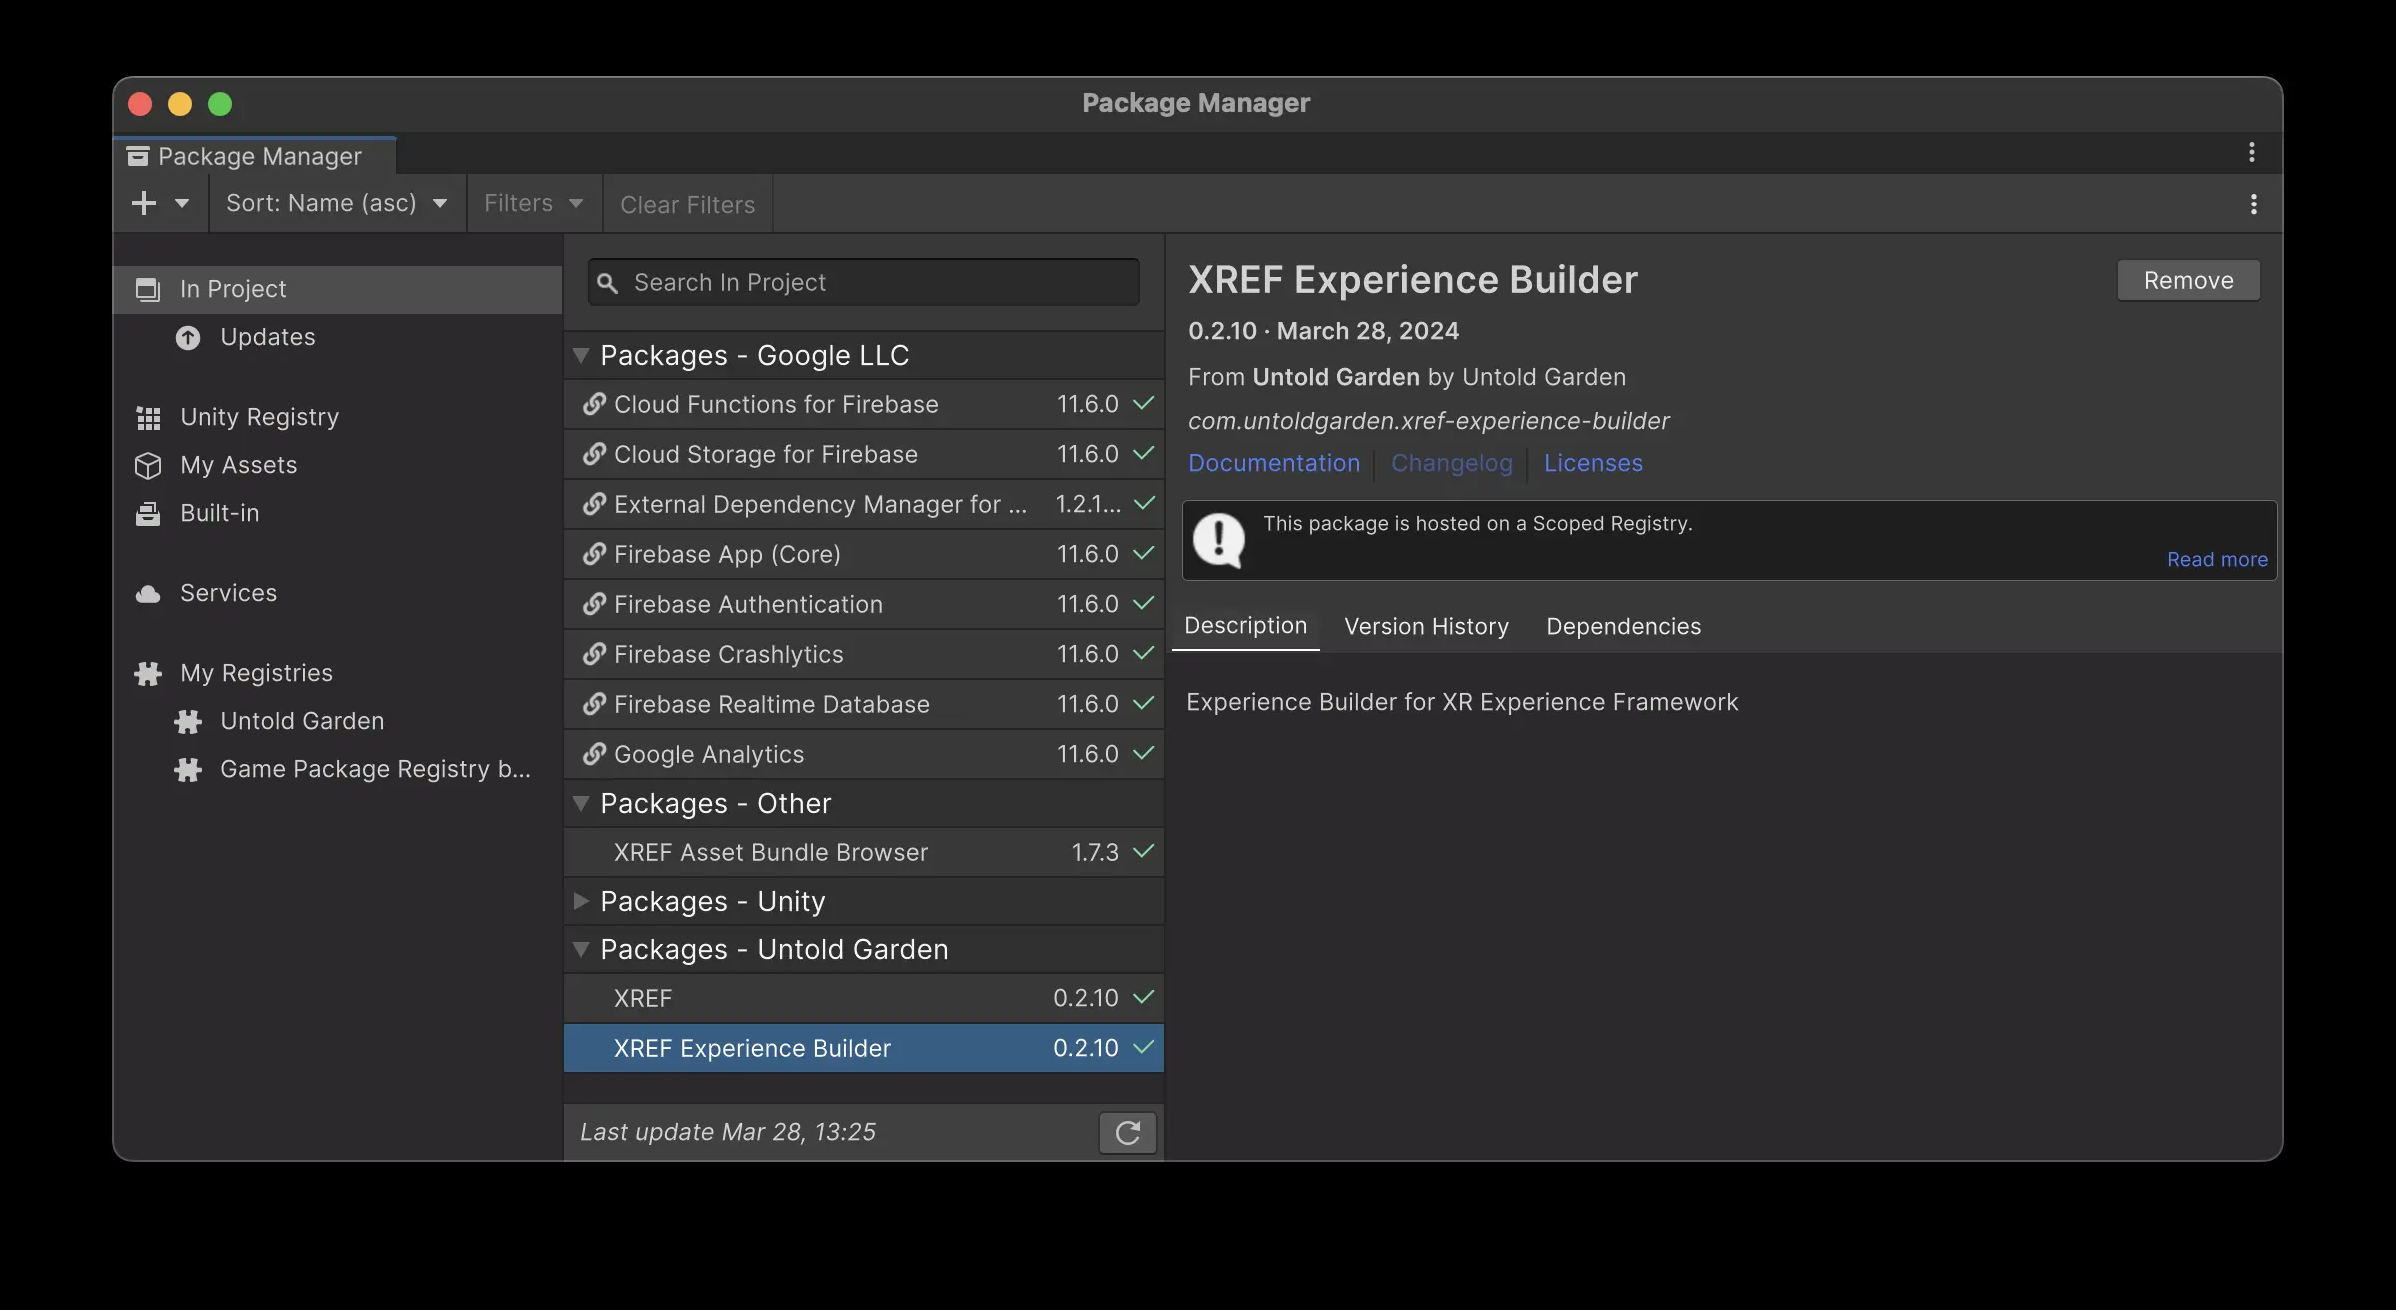 Package Manager
Package Manager
Sort: Name (asc)
Filters
Clear Filters
In Project
Updates
Unity Registry
My Assets
Built-in
Services
My Registries
Untold Garden
Game Package Registry b...
Search In Project
Packages - Google LLC
Cloud Functions for Firebase 11.6.0
Cloud Storage for Firebase 11.6.0
External Dependency Manager for ... 1.2.1...
Firebase App (Core) 11.6.0
Firebase Authentication 11.6.0
Firebase Crashlytics 11.6.0
Firebase Realtime Database 11.6.0
Google Analytics 11.6.0
Packages - Other
XREF Asset Bundle Browser 1.7.3
Packages - Unity
Packages - Untold Garden
XREF 0.2.10
XREF Experience Builder 0.2.10
Last update Mar 28, 13:25
XREF Experience Builder
Remove
0.2.10 · March 28, 2024
From Untold Garden by Untold Garden
com.untoldgarden.xref-experience-builder
Documentation Changelog Licenses
This package is hosted on a Scoped Registry.
Read more
Description Version History Dependencies
Experience Builder for XR Experience Framework